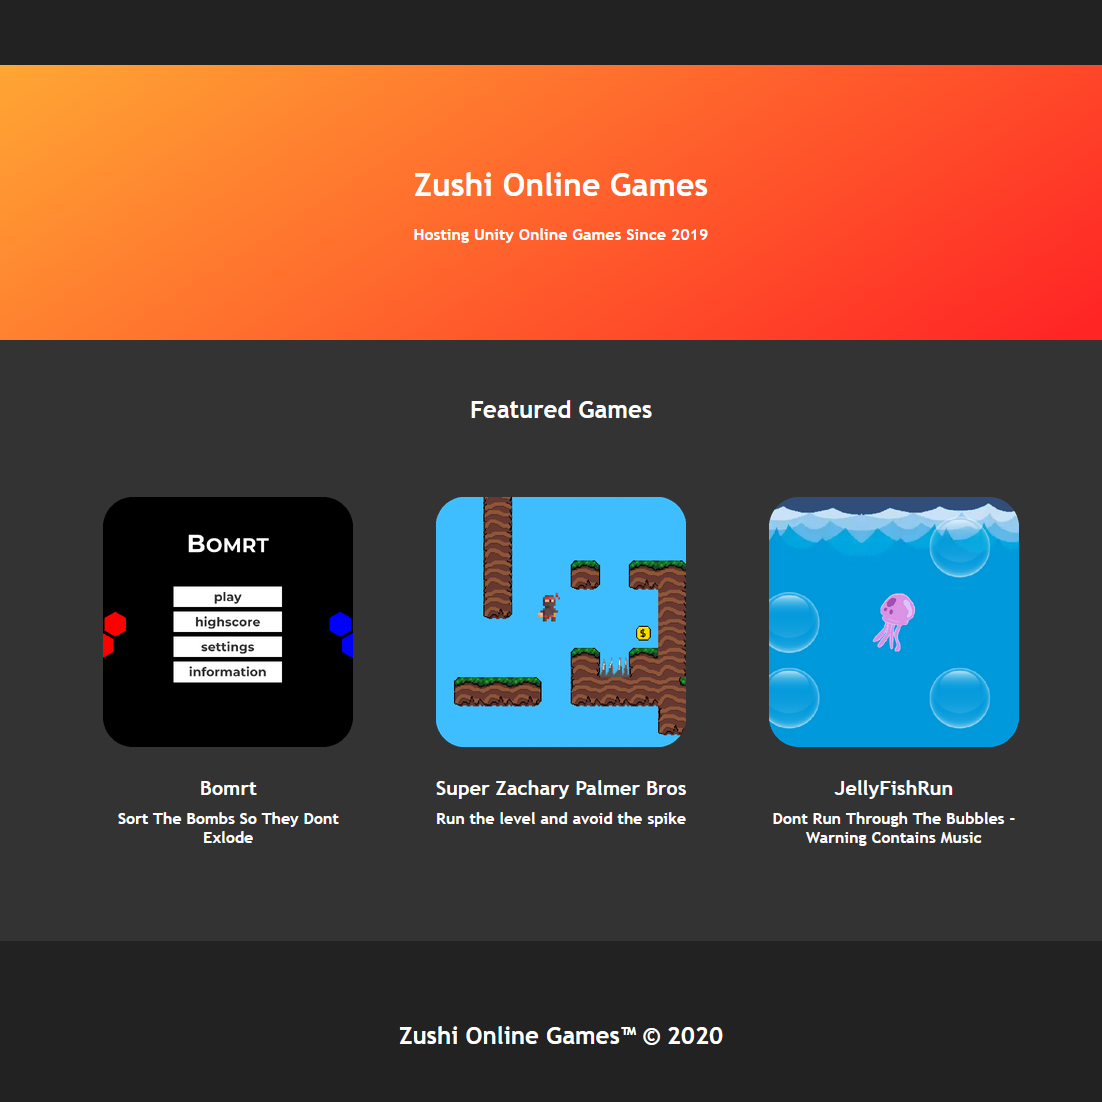 Zushi Online Games
Hosting Unity Online Games Since 2019
Featured Games
BOMRT
play
highscore
settings
information
$
Bomrt
Sort The Bombs So They Dont
Exlode
Super Zachary Palmer Bros
Run the level and avoid the spike
JellyFishRun
Dont Run Through The Bubbles -
Warning Contains Music
Zushi Online Games™ © 2020